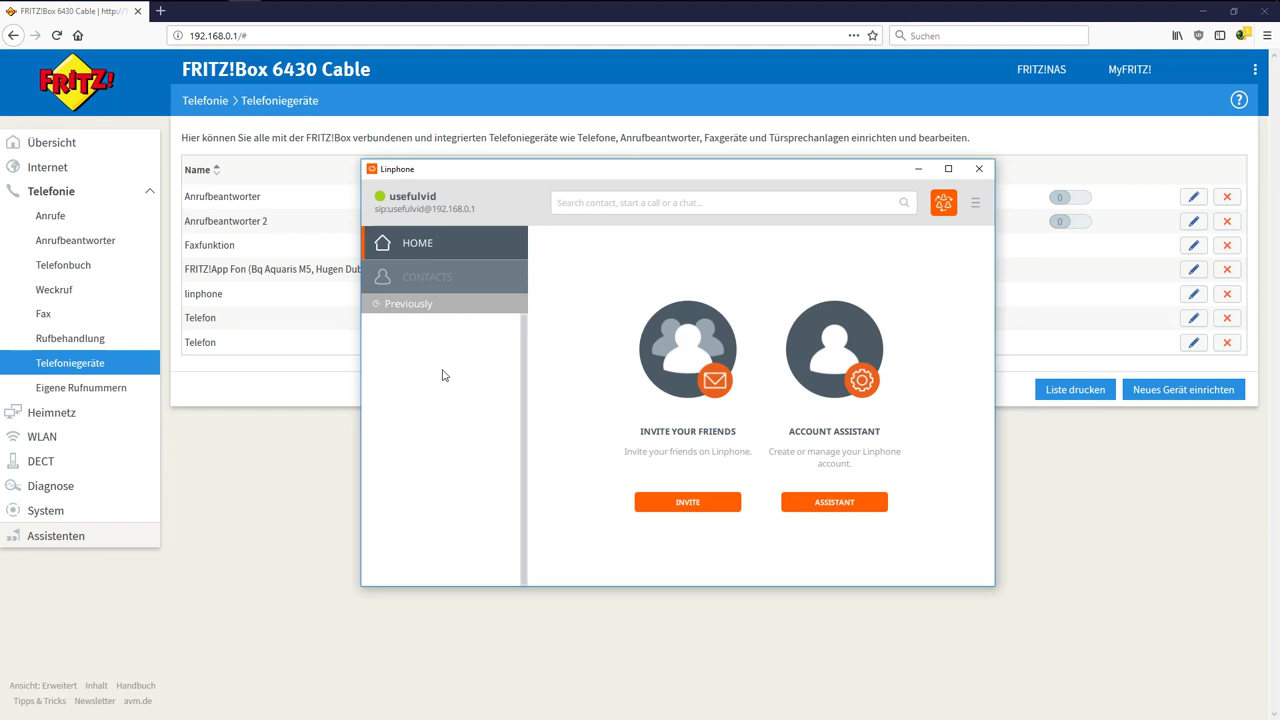 FRITZ!Box 6430 Cable | http://1
192.168.0.1/#
Suchen
FRITZ!
FRITZ!Box 6430 Cable
FRITZ!NAS
MyFRITZ!
Telefonie > Telefoniegeräte
Übersicht
Internet
Telefonie
Anrufe
Anrufbeantworter
Telefonbuch
Weckruf
Fax
Rufbehandlung
Telefoniegeräte
Eigene Rufnummern
Heimnetz
WLAN
DECT
Diagnose
System
Assistenten
Ansicht: Erweitert Inhalt Handbuch
Tipps & Tricks Newsletter avm.de
Hier können Sie alle mit der FRITZ!Box verbundenen und integrierten Telefoniegeräte wie Telefone, Anrufbeantworter, Faxgeräte und Türsprechanlagen einrichten und bearbeiten.
Name
Anrufbeantworter
0
Anrufbeantworter 2
0
Faxfunktion
FRITZ!App Fon (Bq Aquaris M5, Hugen Dub
linphone
Telefon
Telefon
Liste drucken
Neues Gerät einrichten
Linphone
usefulvid
sip:usefulvid@192.168.0.1
Search contact, start a call or a chat...
HOME
CONTACTS
Previously
INVITE YOUR FRIENDS
Invite your friends on Linphone.
INVITE
ACCOUNT ASSISTANT
Create or manage your Linphone
account.
ASSISTANT